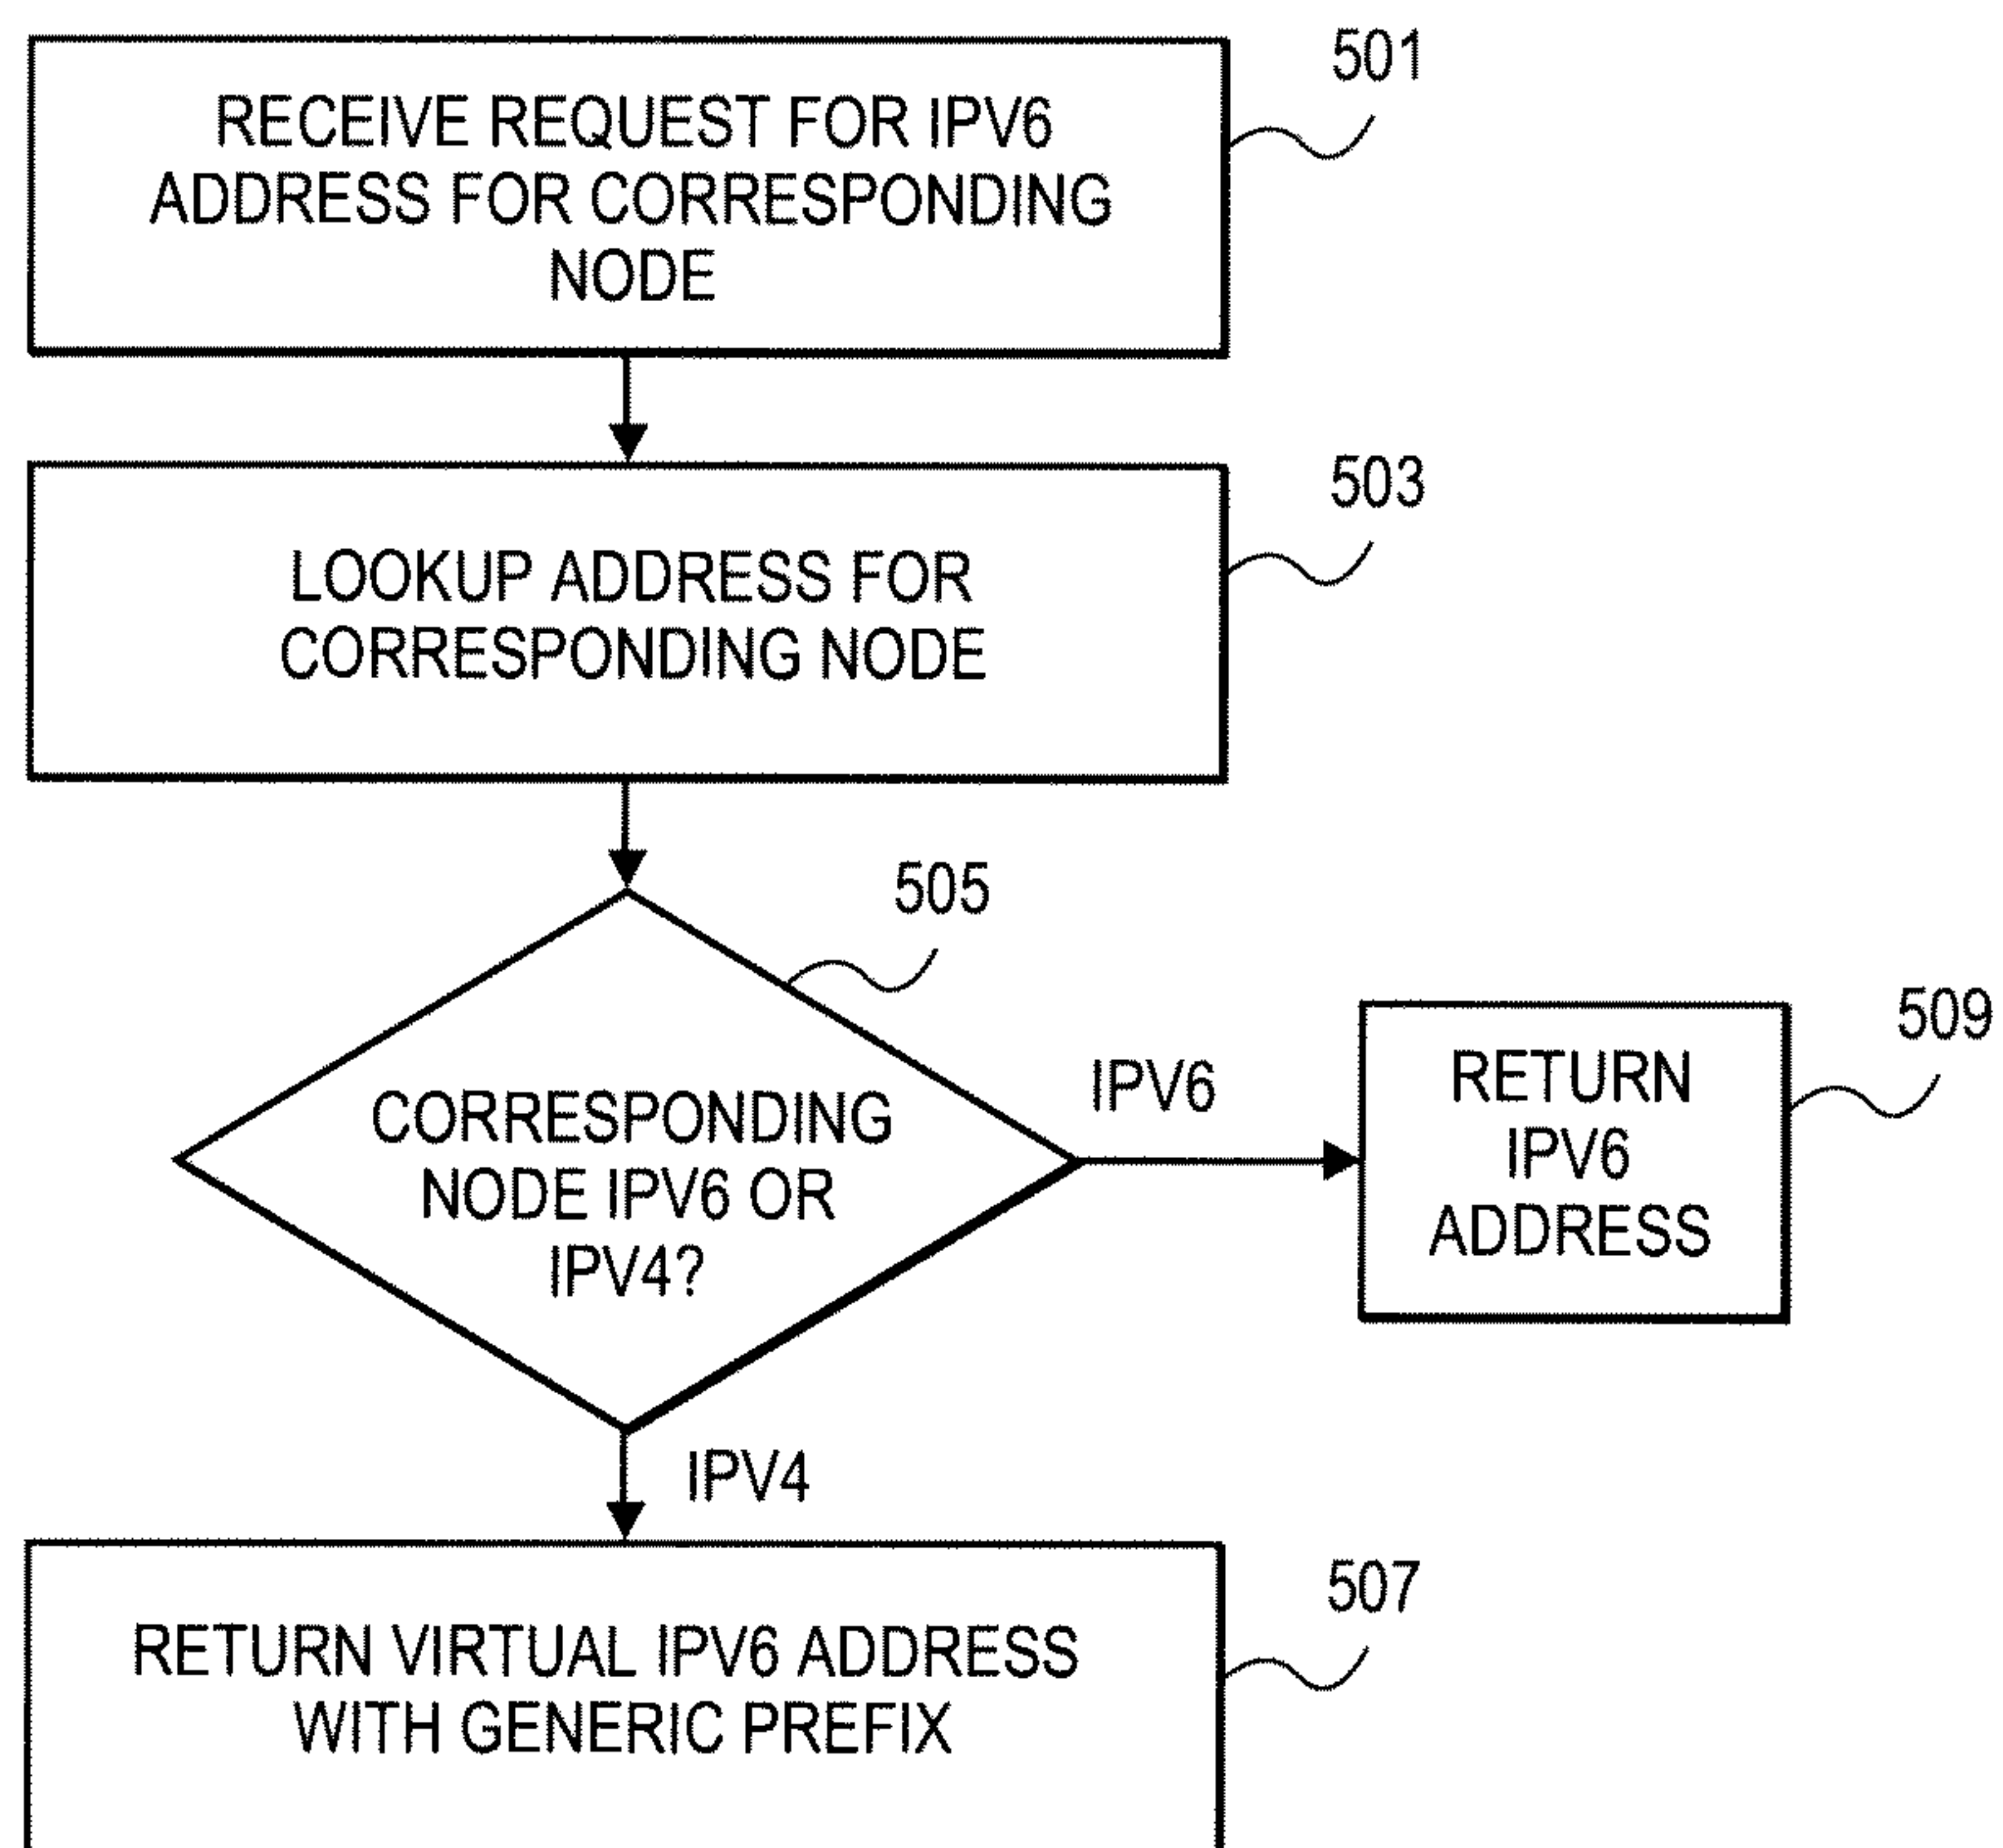 501
RECEIVE REQUEST FOR IPV6
ADDRESS FOR CORRESPONDING
NODE
503
LOOKUP ADDRESS FOR
CORRESPONDING NODE
505
CORRESPONDING
NODE IPV6 OR
IPV4?
IPV6
509
RETURN
IPV6
ADDRESS
IPV4
507
RETURN VIRTUAL IPV6 ADDRESS
WITH GENERIC PREFIX